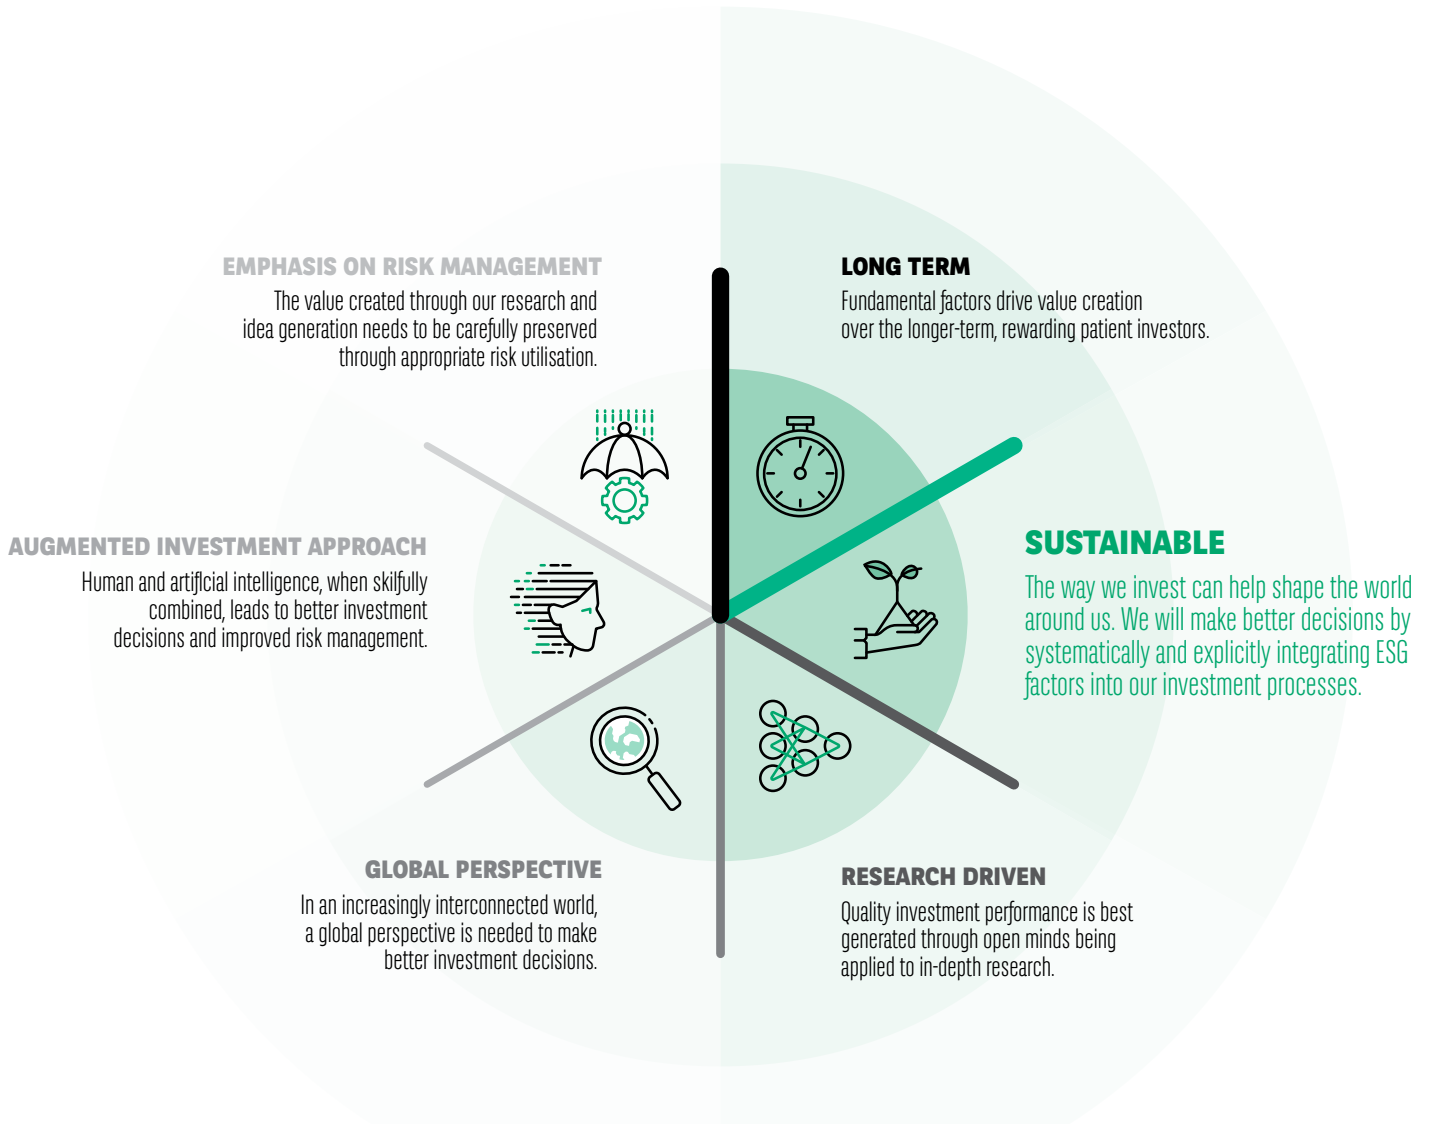 EMPHASIS ON RISK MANAGEMENT
The value created through our research and
idea generation needs to be carefully preserved
through appropriate risk utilisation.
LONG TERM
Fundamental factors drive value creation
over the longer-term, rewarding patient investors.
SUSTAINABLE
The way we invest can help shape the world
around us. We will make better decisions by
systematically and explicitly integrating ESG
factors into our investment processes.
AUGMENTED INVESTMENT APPROACH
Human and artificial intelligence, when skilfully
combined, leads to better investment
decisions and improved risk management.
GLOBAL PERSPECTIVE
In an increasingly interconnected world,
a global perspective is needed to make
better investment decisions.
RESEARCH DRIVEN
Quality investment performance is best
generated through open minds being
applied to in-depth research.